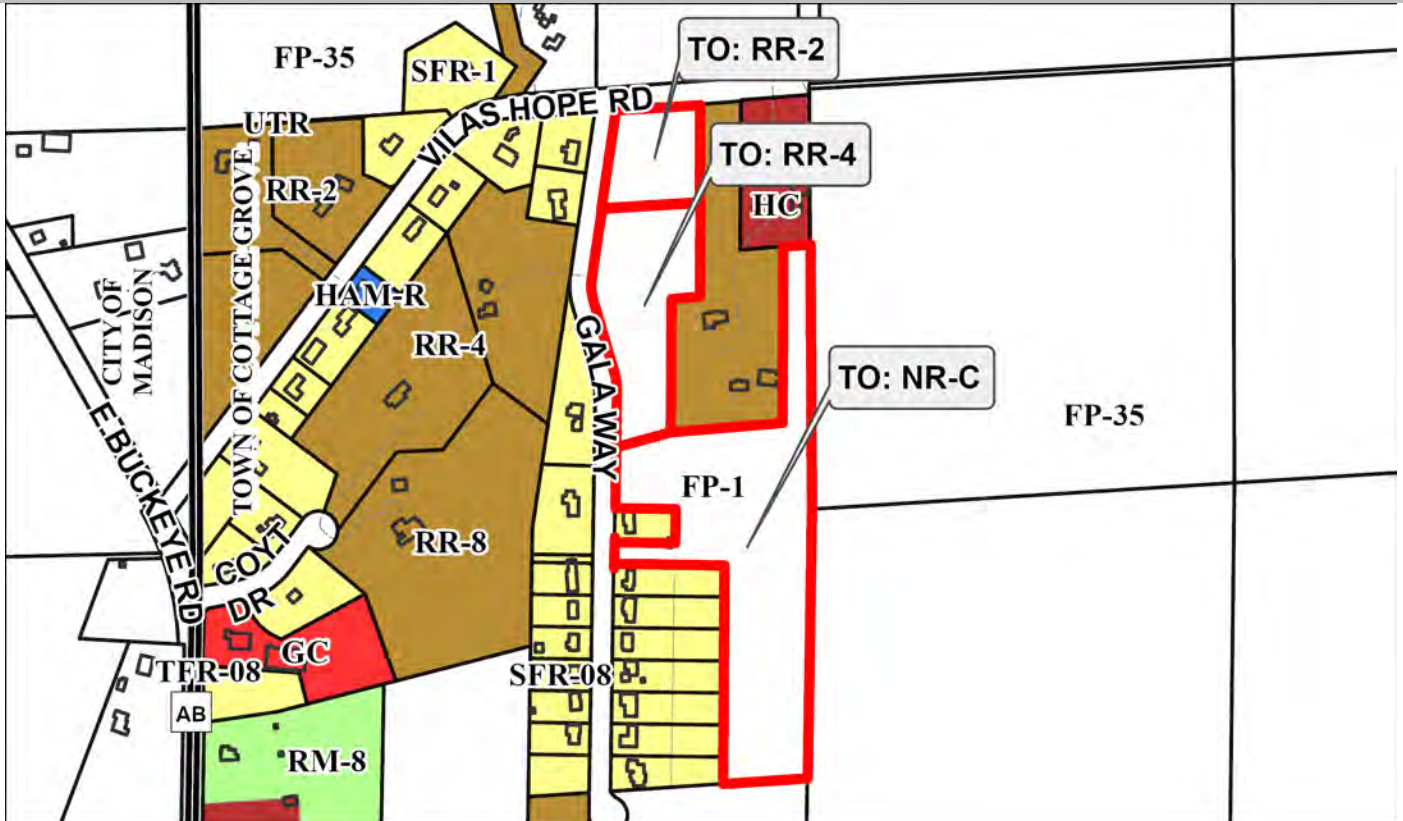 FP-35
SFR-1
TO: RR-2
VILAS HOPE RD
UTR
TO: RR-4
RR-2
HC
TOWN OF COTTAGE GROVE
CITY OF
MADISON
HAM-R
RR-4
GALA WAY
TO: NR-C
E BUCKEYE RD
FP-35
FP-1
RR-8
COYT
DR
GC
TFR-08
SFR-08
AB
RM-8